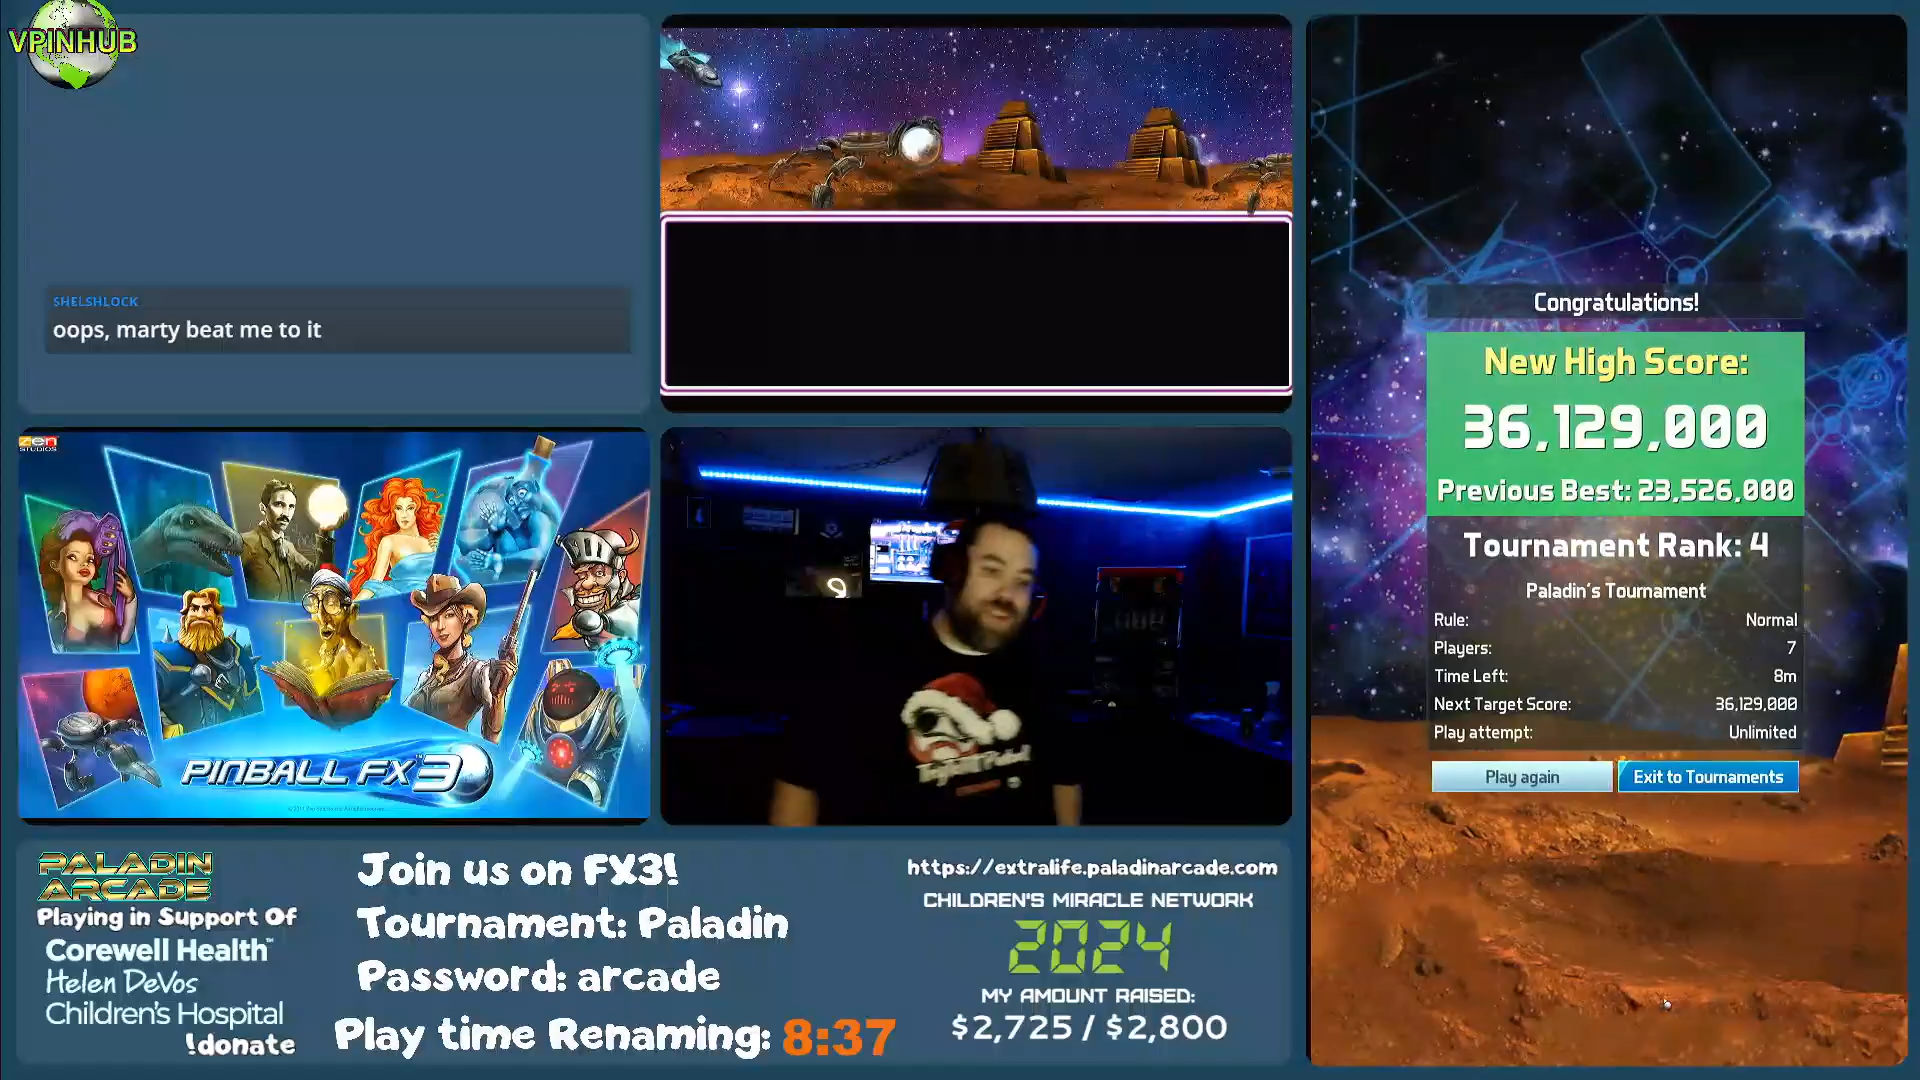 VPINHUB
SHELSHLOCK
oops, marty beat me to it
zen
STUDIOS
PINBALL FX3
Congratulations!
New High Score:
36,129,000
Previous Best: 23,526,000
Tournament Rank: 4
Paladin's Tournament
Rule: Normal
Players: 7
Time Left: 8m
Next Target Score: 36,129,000
Play attempt: Unlimited
Play again
Exit to Tournaments
PALADIN
ARCADE
Playing in Support Of
Corewell Health™
Helen DeVos
Children's Hospital
!donate
Join us on FX3!
Tournament: Paladin
Password: arcade
Play time Renaming: 8:37
https://extralife.paladinarcade.com
CHILDREN'S MIRACLE NETWORK
2024
MY AMOUNT RAISED:
$2,725 / $2,800